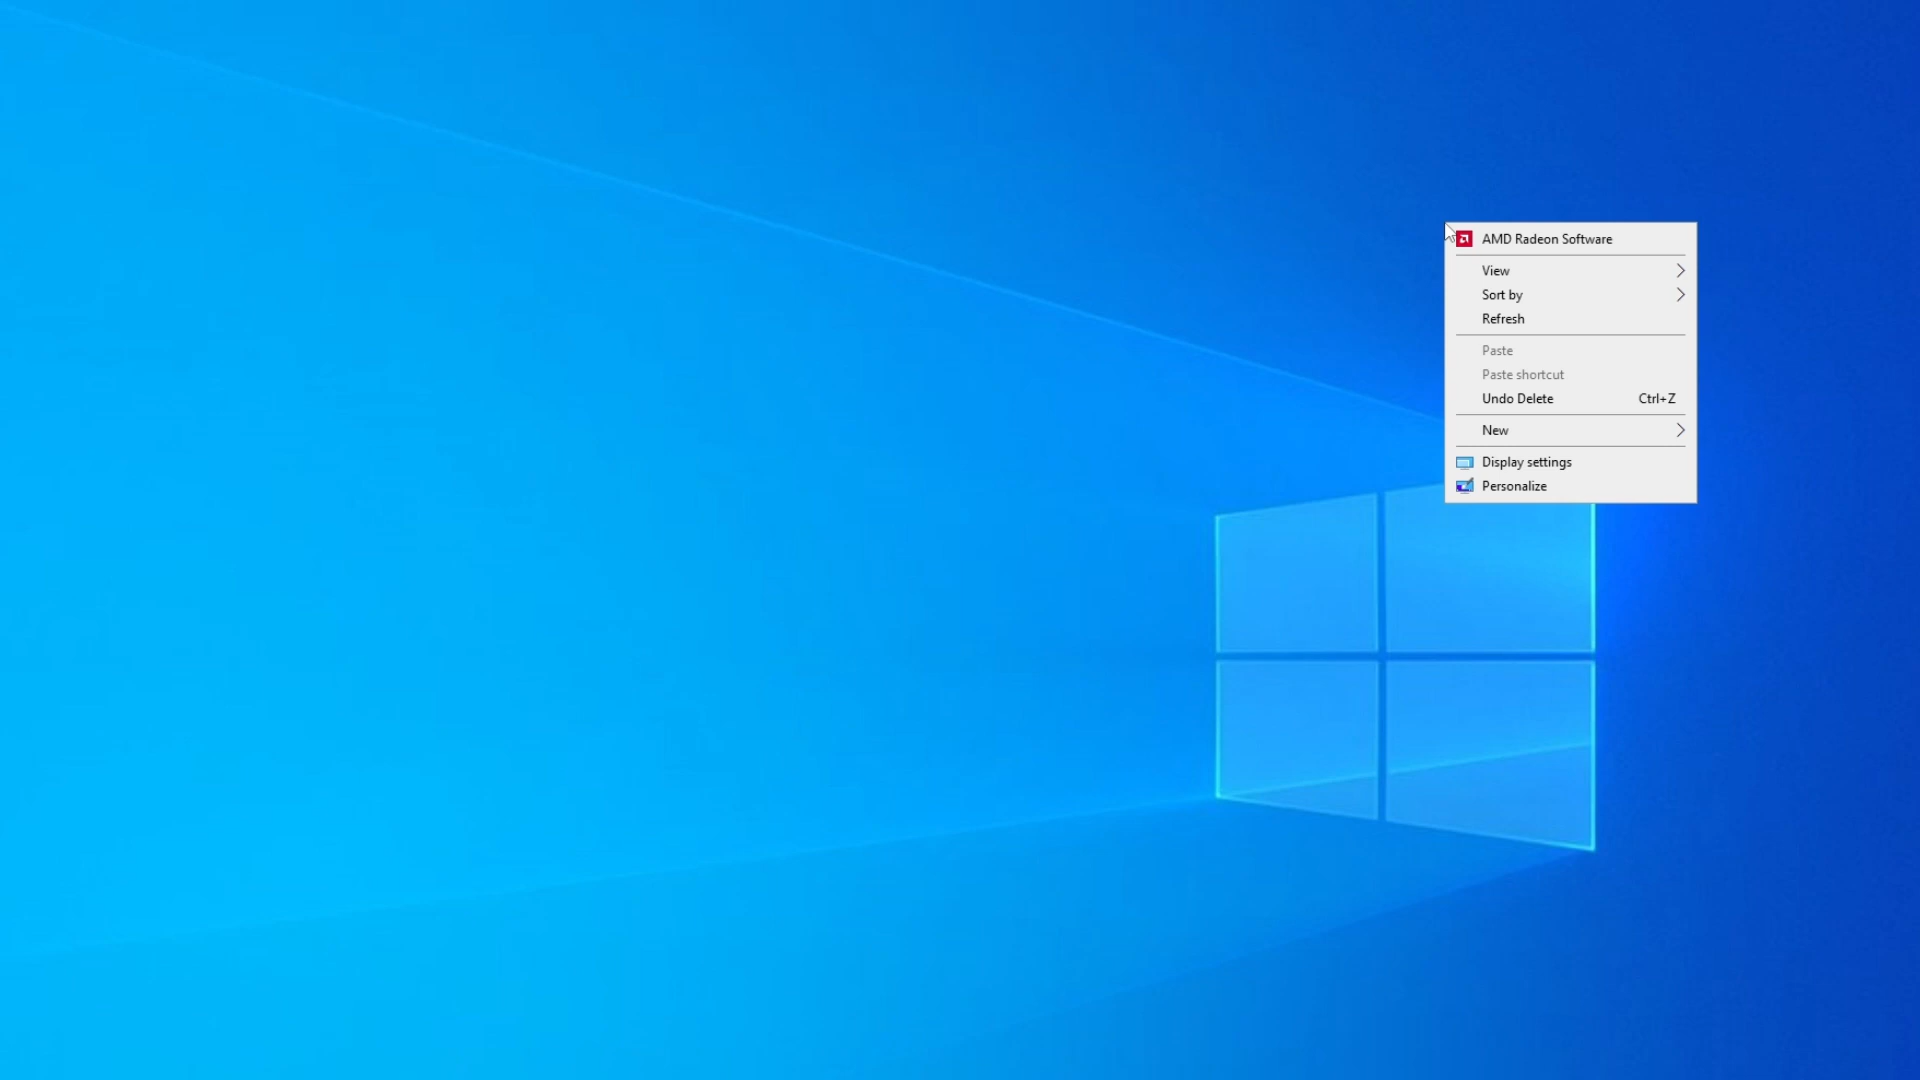 AMD Radeon Software
View
Sort by
Refresh
Paste
Paste shortcut
Undo Delete Ctrl+Z
New
Display settings
Personalize